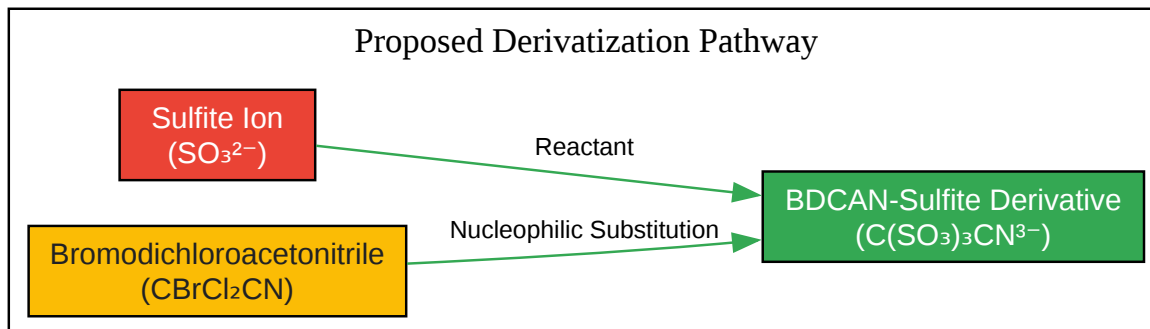 Proposed Derivatization Pathway
Sulfite Ion
(SO₃²⁻)
Reactant
BDCAN-Sulfite Derivative
(C(SO₃)₃CN³⁻)
Nucleophilic Substitution
Bromodichloroacetonitrile
(CBrCl₂CN)